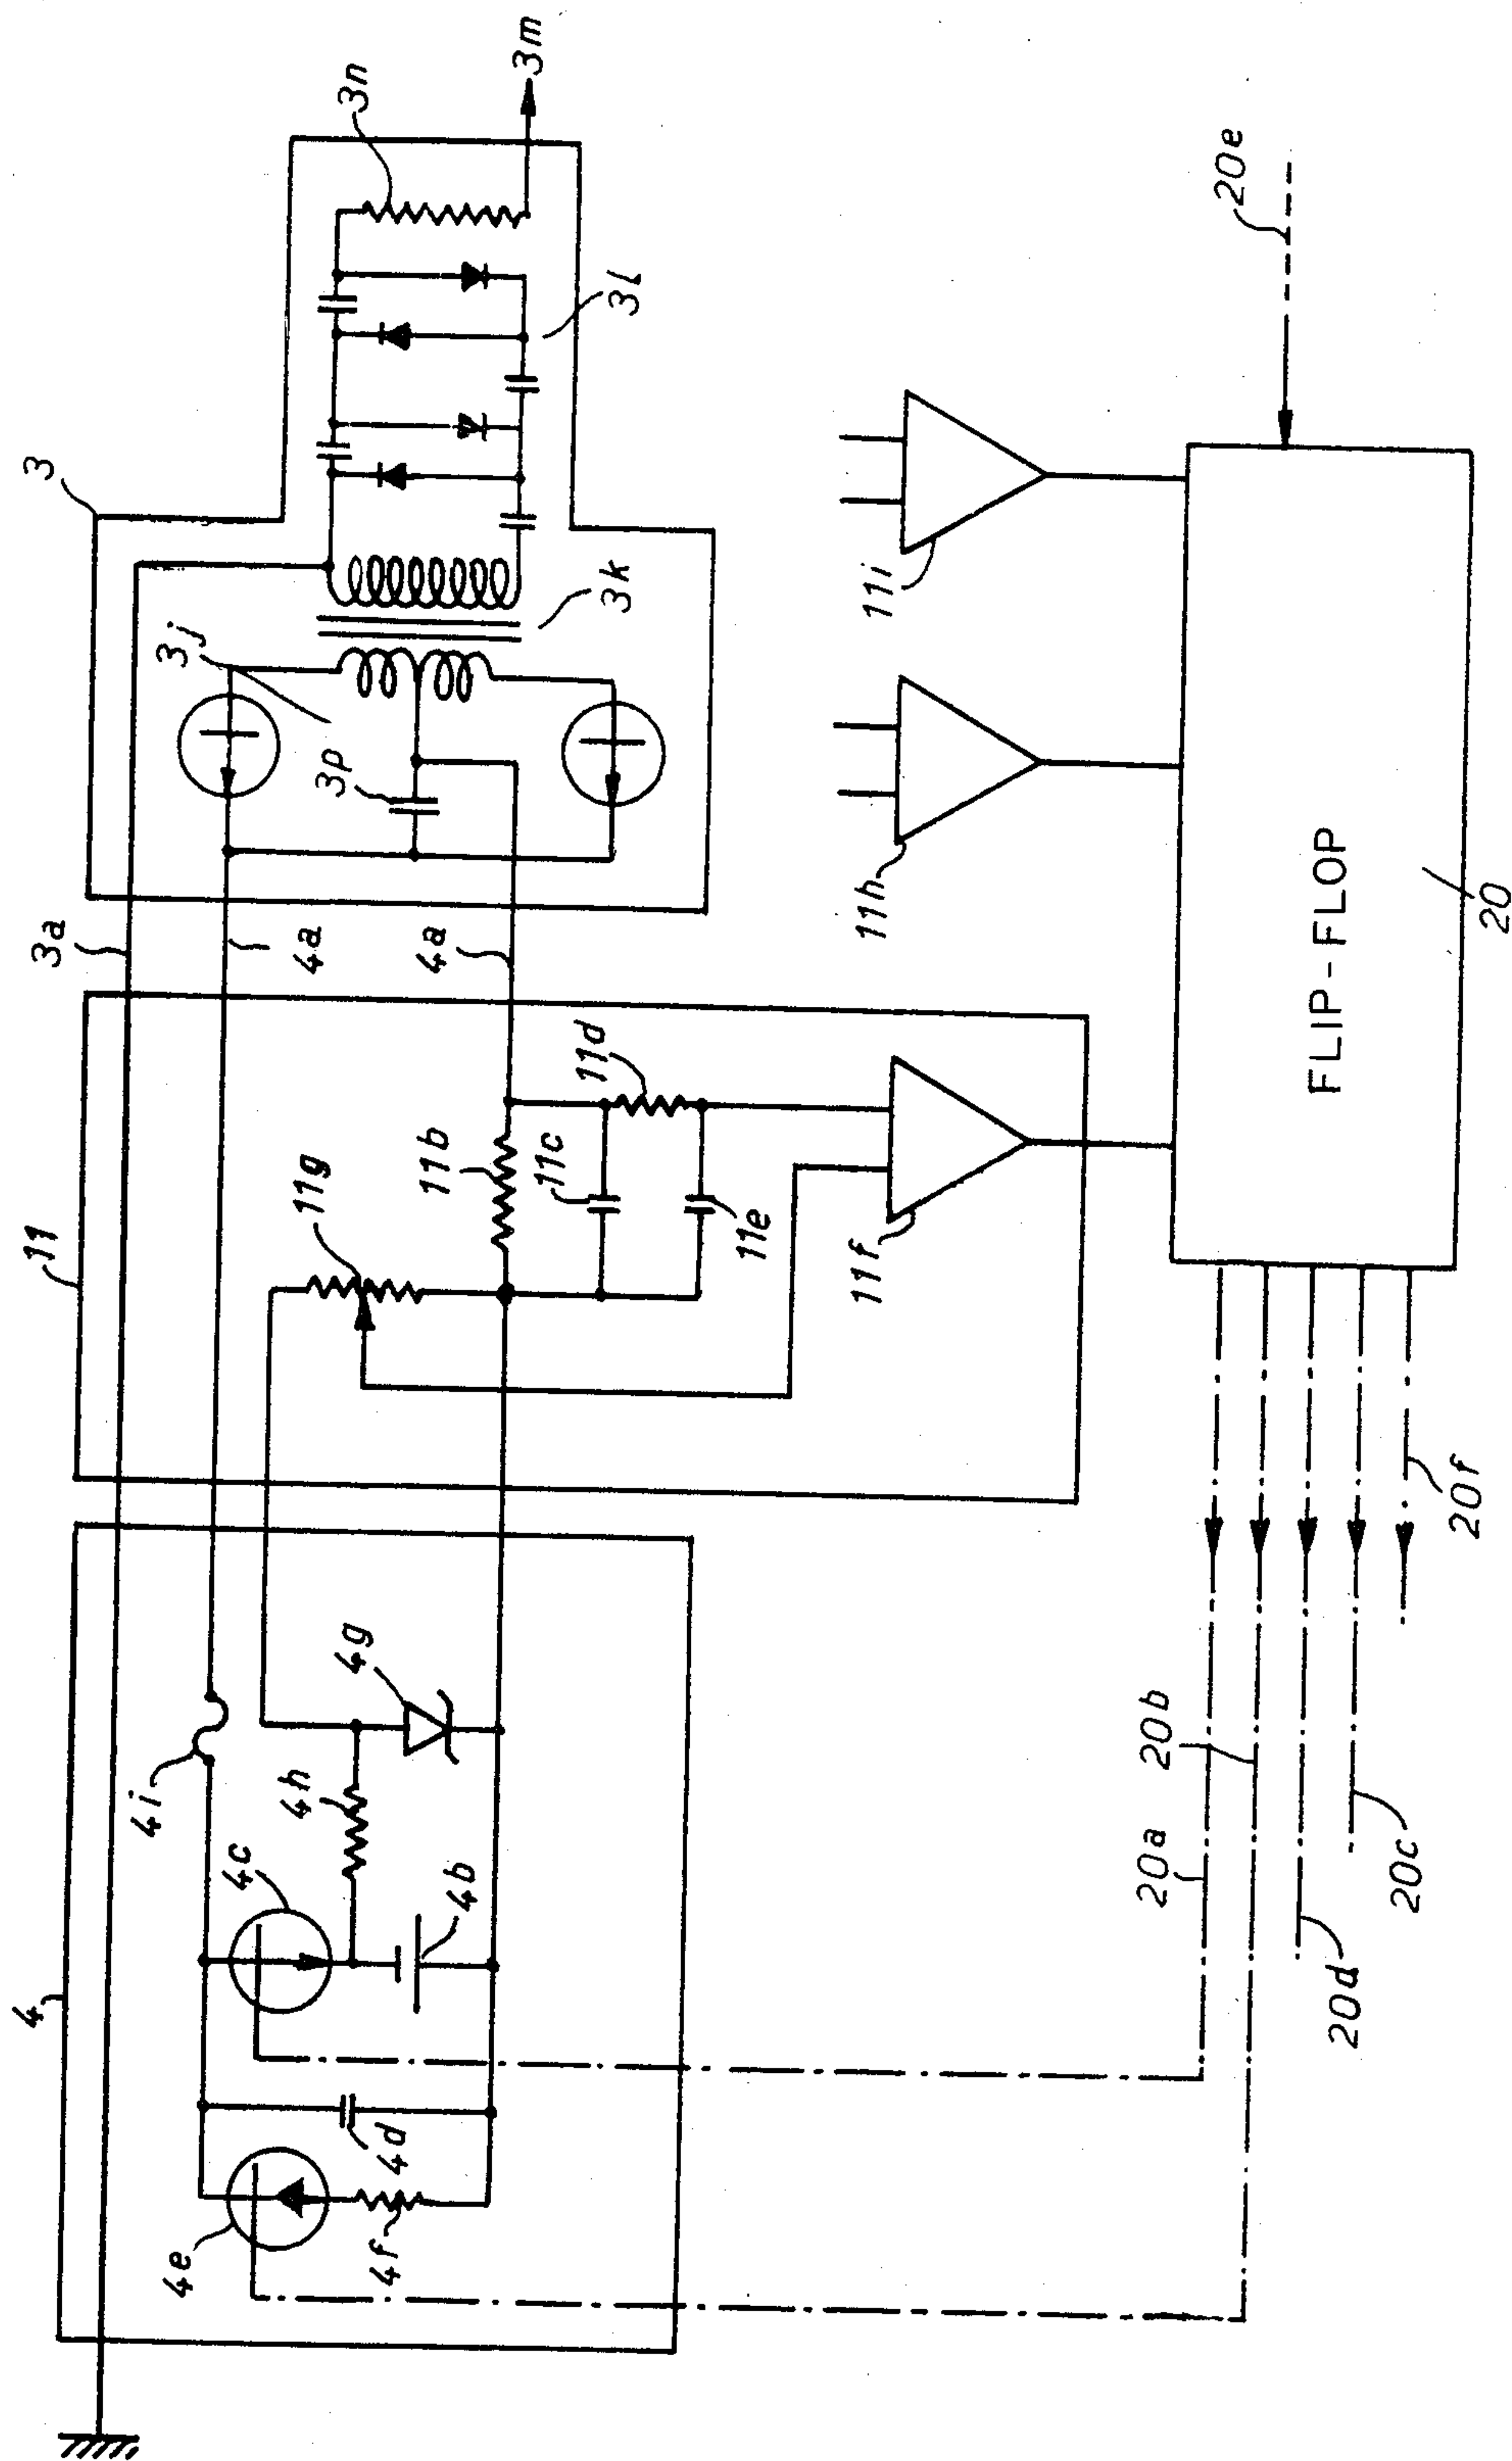 3
3a
3j
3k
3l
3m
3n
3p
4a
4a
11
11g
11b
11c
11d
11e
11f
11h
11i
4
4i
4c
4h
4g
4b
4d
4e
4f
FLIP-FLOP
20
20e
20a
20b
20c
20d
20f